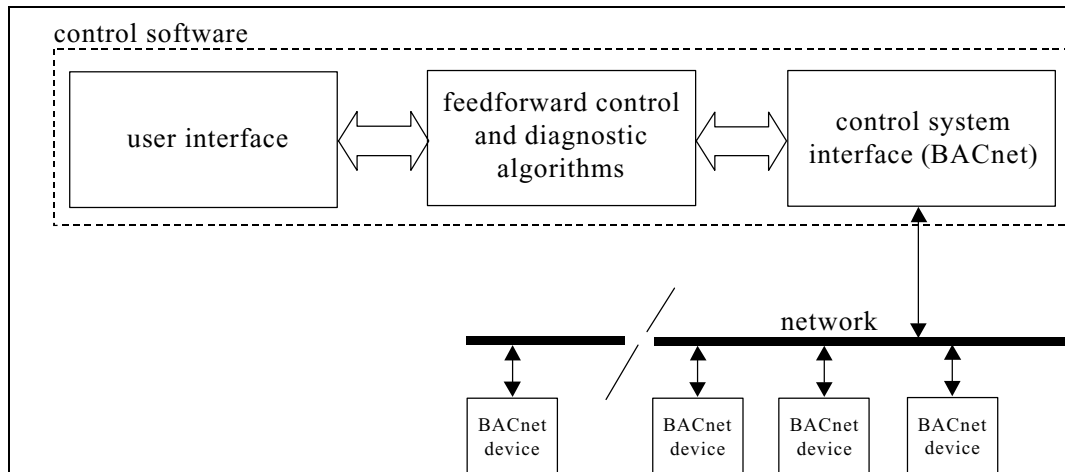 control software
user interface
feedforward control
and diagnostic
algorithms
control system
interface (BACnet)
network
BACnet
device
BACnet
device
BACnet
device
BACnet
device